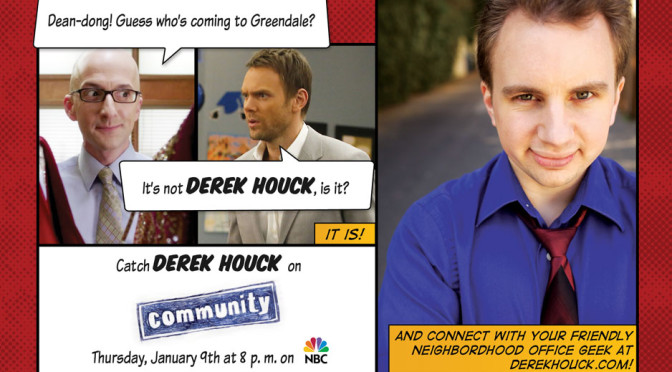 Dean-dong! Guess who's coming to Greendale?
It's not DEREK HOUCK, is it?
IT IS!
Catch DEREK HOUCK on
community
Thursday, January 9th at 8 p. m. on
NBC
AND CONNECT WITH YOUR FRIENDLY
NEIGHBORDHOOD OFFICE GEEK AT
DEREKHOUCK.COM!